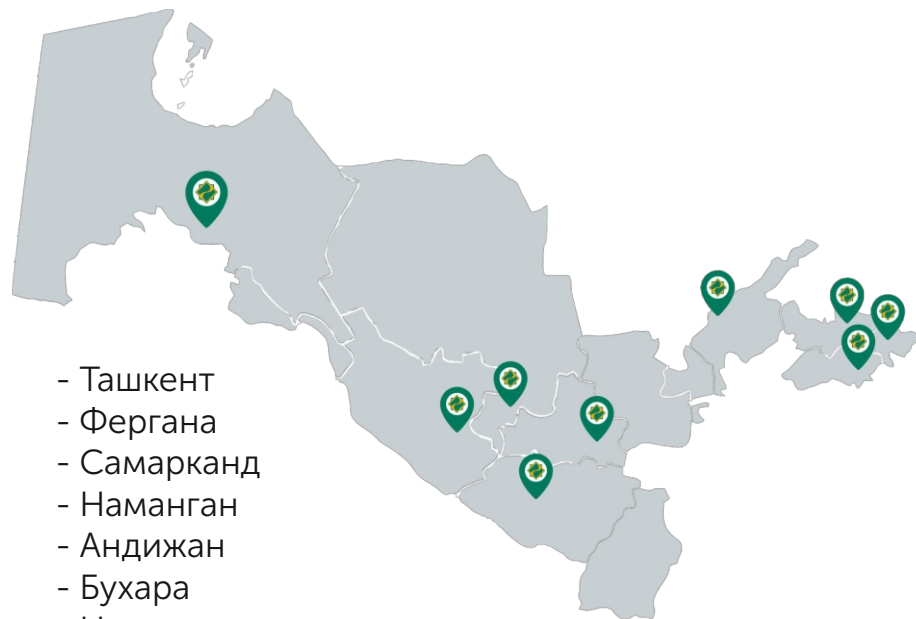 - Ташкент
- Фергана
- Самарканд
- Наманган
- Андижан
- Бухара